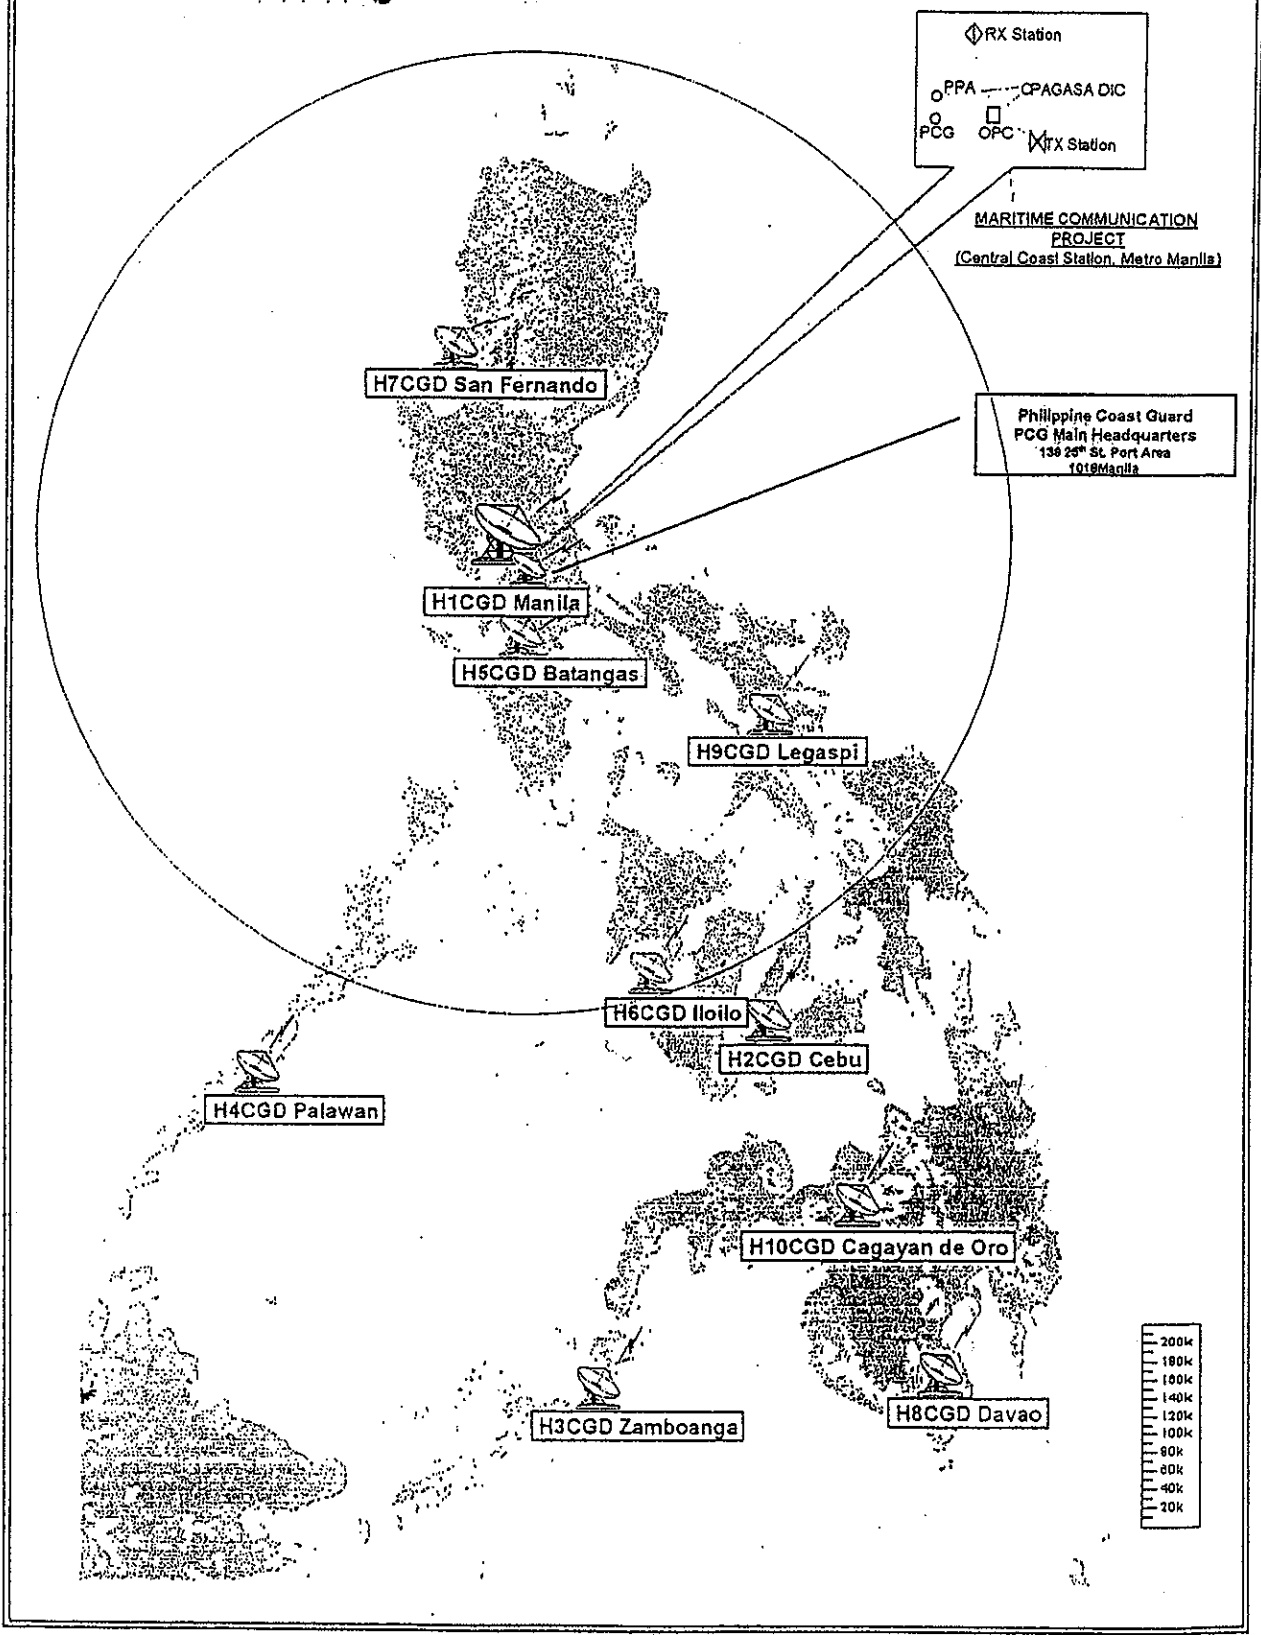 RX Station
PPA OPAGASA DIC
PCG OPC TX Station
MARITIME COMMUNICATION
PROJECT
(Central Coast Station, Metro Manila)
H7CGD San Fernando
Philippine Coast Guard
PCG Main Headquarters
25th St. Port Area
1018Manila
H1CGD Manila
H5CGD Batangas
H9CGD Legaspi
H6CGD Iloilo
H2CGD Cebu
H4CGD Palawan
H10CGD Cagayan de Oro
H3CGD Zamboanga
H8CGD Davao
200k
180k
160k
140k
120k
100k
80k
60k
40k
20k